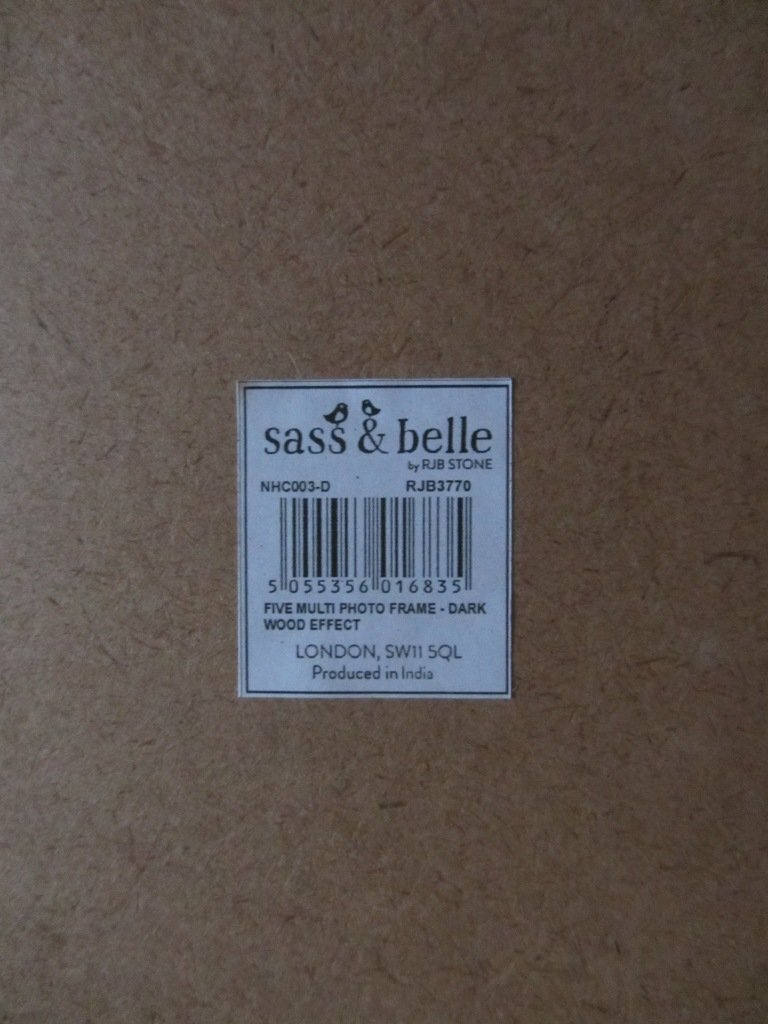 sass & belle
by RJB STONE
NHC003-D RJB3770
5 055356 016835
FIVE MULTI PHOTO FRAME - DARK
WOOD EFFECT
LONDON, SW11 5QL
Produced in India